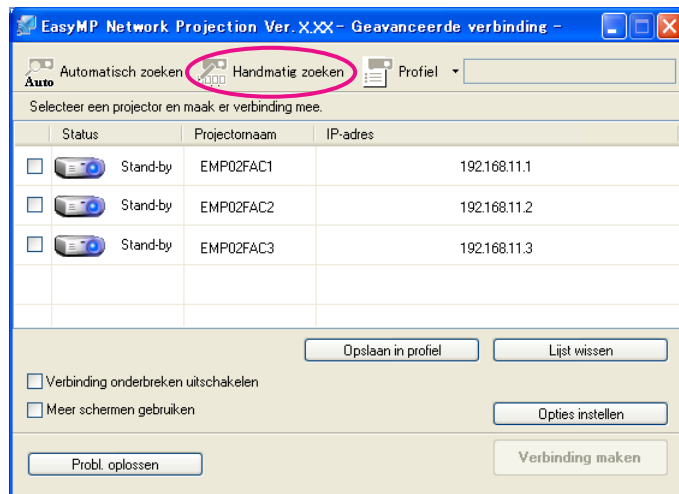 EasyMP Network Projection Ver. X.XX - Geavanceerde verbinding -
Auto Automatisch zoeken Handmatig zoeken Profiel
Selecteer een projector en maak er verbinding mee.
Status Projectornaam IP-adres
Stand-by EMP02FAC1 192.168.11.1
Stand-by EMP02FAC2 192.168.11.2
Stand-by EMP02FAC3 192.168.11.3
Opslaan in profiel Lijst wissen
Verbinding onderbreken uitschakelen
Meer schermen gebruiken Opties instellen
Probl. oplossen Verbinding maken